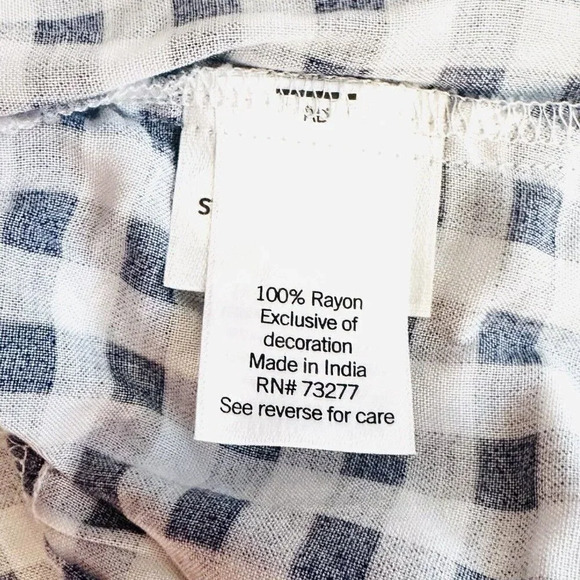 S
100% Rayon
Exclusive of
decoration
Made in India
RN# 73277
See reverse for care